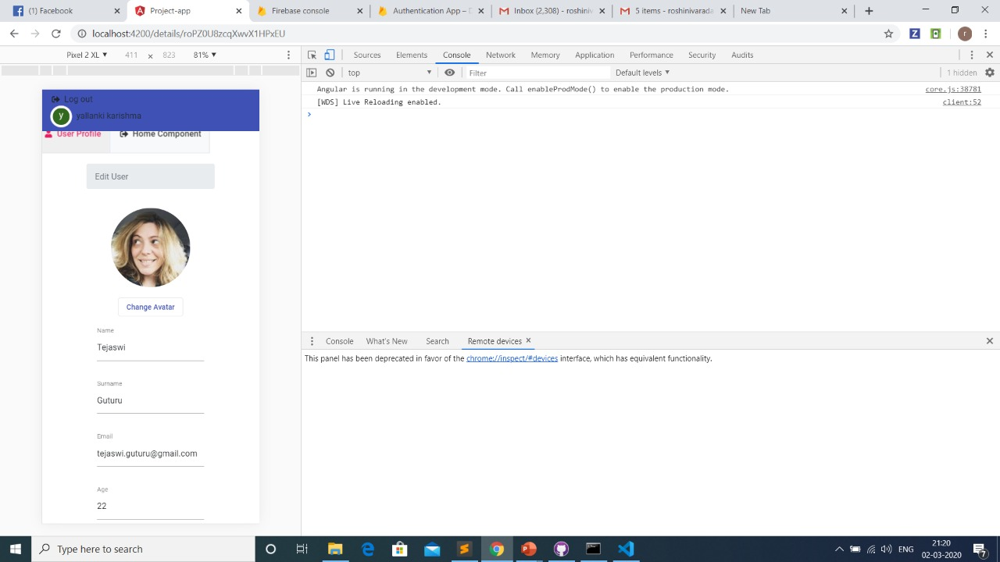 (1) Facebook
Project-app
Firebase console
Authentication App – D
Inbox (2,308) - roshiniv
5 items - roshinivarada
New Tab
localhost:4200/details/roPZ0U8zcqXwvX1HPxEU
Z
r
Pixel 2 XL ▼ 411 × 823 81% ▼
Sources Elements Console Network Memory Application Performance Security Audits
top Filter Default levels ▼ 1 hidden
Angular is running in the development mode. Call enableProdMode() to enable the production mode. core.js:38781
[WDS] Live Reloading enabled. client:52
Log out
y yallanki karishma
User Profile Home Component
Edit User
Change Avatar
Name
Tejaswi
Surname
Guturu
Email
tejaswi.guturu@gmail.com
Age
22
Console What's New Search Remote devices
This panel has been deprecated in favor of the chrome://inspect/#devices interface, which has equivalent functionality.
Type here to search
ENG
21:20
02-03-2020
7